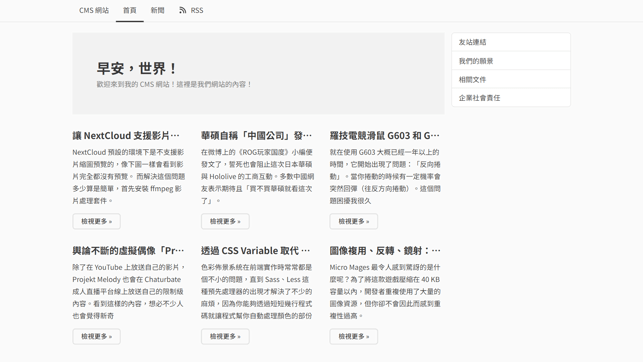 CMS 網站 首頁 新聞 RSS
早安，世界！
歡迎來到我的 CMS 網站！這裡是我們網站的內容！
友站連結
我們的願景
相關文件
企業社會責任
讓 NextCloud 支援影片…
NextCloud 預設的環境下是不支援影
片縮圖預覽的，像下圖一樣會看到影
片完全都沒有預覽。 而解決這個問題
多少算是簡單，首先安裝 ffmpeg 影
片處理套件。
檢視更多 »
華碩自稱「中國公司」發…
在微博上的《ROG玩家国度》小編便
發文了，誓死也會阻止這次日本華碩
與 Hololive 的工商互動。多數中國網
友表示期待且「買不買華碩就看這次
了」。
檢視更多 »
羅技電競滑鼠 G603 和 G…
就在使用 G603 大概已經一年以上的
時間，它開始出現了問題：「反向捲
動」。當你捲動的時候有一定機率會
突然回彈（往反方向捲動）。這個問
題困擾我很久
檢視更多 »
輿論不斷的虛擬偶像「Pr…
除了在 YouTube 上放送自己的影片，
Projekt Melody 也會在 Chaturbate
成人直播平台線上放送自己的限制級
內容。看到這樣的內容，想必不少人
也會覺得新奇
檢視更多 »
透過 CSS Variable 取代 …
色彩佈景系統在前端實作時常常都是
個不小的問題，直到 Sass、Less 這
種預先處理器的出現才解決了不少的
麻煩，因為你能夠透過短短幾行程式
碼就讓程式幫你自動處理顏色的部份
檢視更多 »
圖像複用、反轉、鏡射：…
Micro Mages 最令人感到驚訝的是什
麼呢？為了將這款遊戲壓縮在 40 KB
容量以內，開發者重複使用了大量的
圖像資源，但你卻不會因此而感到重
複性過高。
檢視更多 »